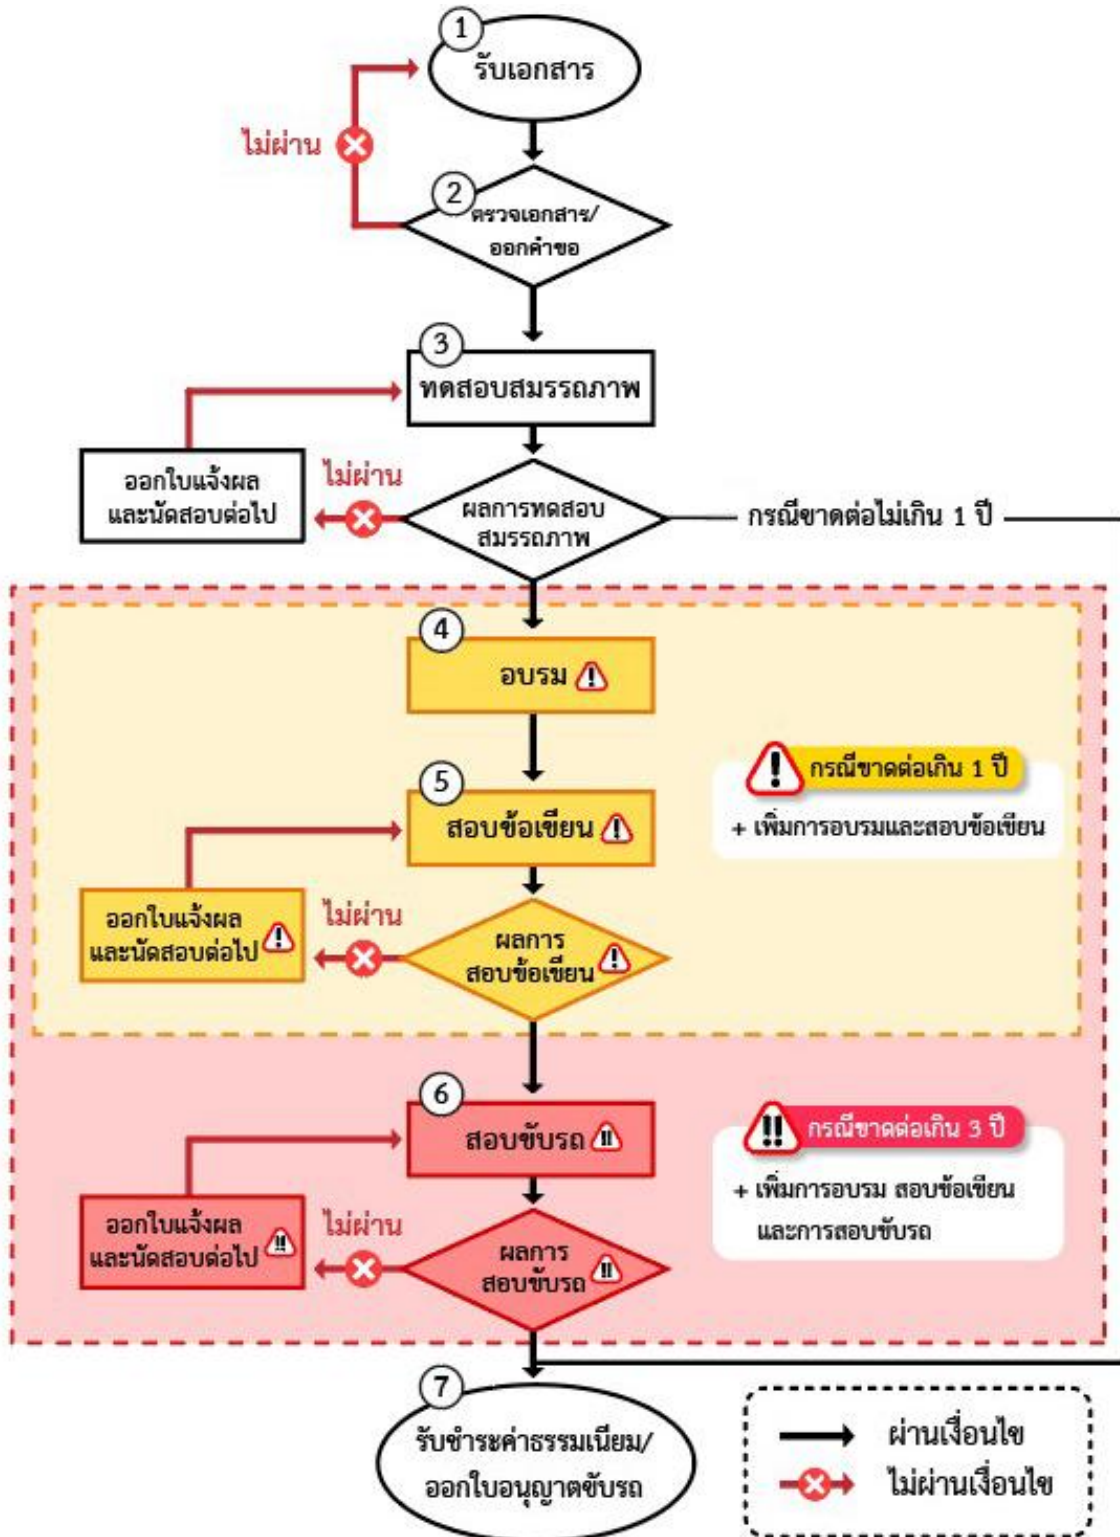 1
รับเอกสาร
ไม่ผ่าน
2
ตรวจเอกสาร/
ออกคำขอ
3
ทดสอบสมรรถภาพ
ออกใบแจ้งผล
และนัดสอบต่อไป
ไม่ผ่าน
ผลการทดสอบ
สมรรถภาพ
กรณีขาดต่อไม่เกิน 1 ปี
4
อบรม
5
สอบข้อเขียน
กรณีขาดต่อเกิน 1 ปี
+ เพิ่มการอบรมและสอบข้อเขียน
ออกใบแจ้งผล
และนัดสอบต่อไป
ไม่ผ่าน
ผลการ
สอบข้อเขียน
6
สอบขับรถ
กรณีขาดต่อเกิน 3 ปี
+ เพิ่มการอบรม สอบข้อเขียน
และการสอบขับรถ
ออกใบแจ้งผล
และนัดสอบต่อไป
ไม่ผ่าน
ผลการ
สอบขับรถ
7
รับชำระค่าธรรมเนียม/
ออกใบอนุญาตขับรถ
ผ่านเงื่อนไข
ไม่ผ่านเงื่อนไข